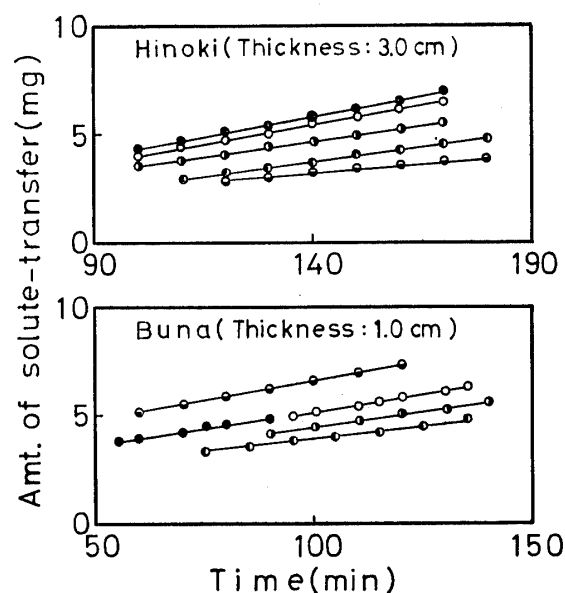 Amt. of solute-transfer(mg)
10
Hinoki(Thickness: 3.0 cm)
5
0
90 140 190
10
Buna(Thickness: 1.0 cm)
5
0
50 100 150
Time(min)